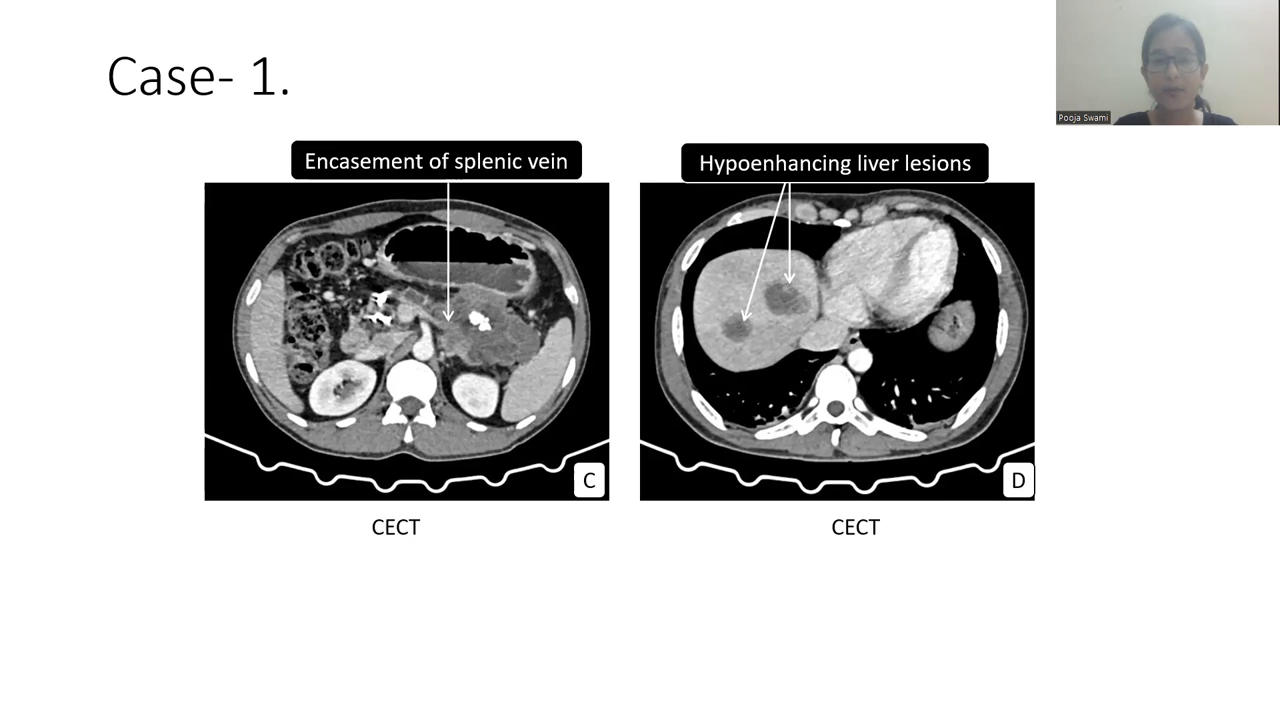 Case- 1.
Pooja Swami
Encasement of splenic vein
Hypoenhancing liver lesions
C
D
CECT
CECT